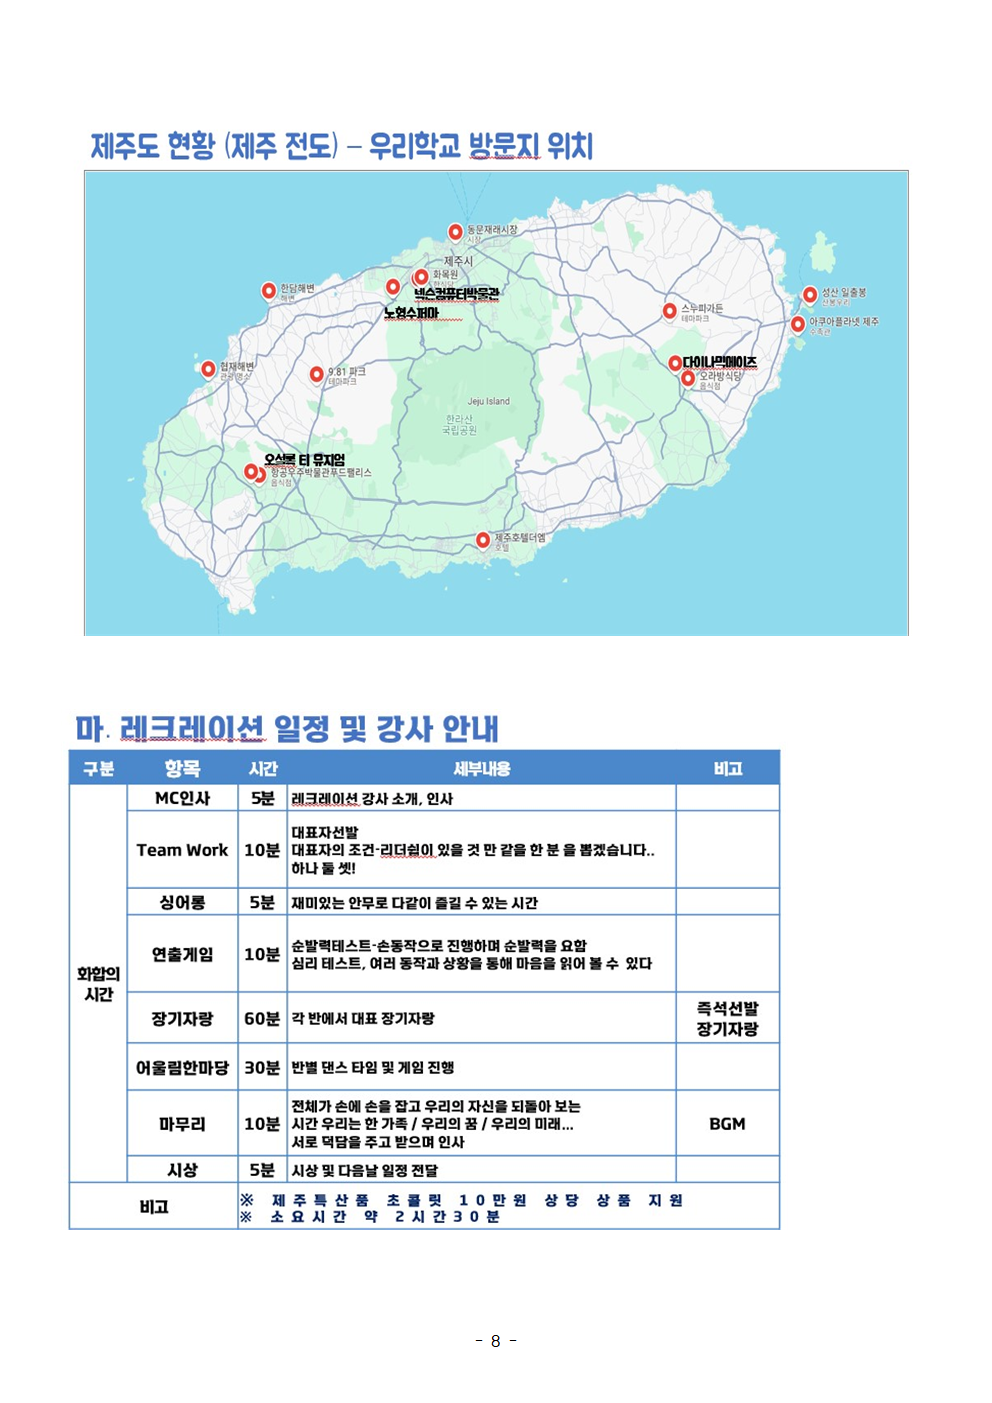 제주도 현황 (제주 전도) – 우리학교 방문지 위치
동문재래시장
시장
제주시
화목원
한식당
넥슨컴퓨터박물관
노형수퍼마
한담해변
해변
성산 일출봉
산봉우리
스누파가든
테마파크
아쿠아플라넷 제주
수족관
협재해변
관광 명소
9.81 파크
테마파크
다이나믹메이즈
오라방식당
음식점
Jeju Island
한라산
국립공원
오설록 티 뮤지엄
항공우주박물관푸드팰리스
음식점
제주호텔더엠
호텔
마. 레크레이션 일정 및 강사 안내
구분 항목 시간 세부내용 비고
화합의
시간
MC인사 5분 레크레이션 강사 소개, 인사
Team Work 10분
대표자선발
대표자의 조건-리더쉽이 있을 것 만 같을 한 분 을 뽑겠습니다..
하나 둘 셋!
싱어롱 5분 재미있는 안무로 다같이 즐길 수 있는 시간
연출게임 10분
순발력테스트-손동작으로 진행하며 순발력을 요함
심리 테스트, 여러 동작과 상황을 통해 마음을 읽어 볼 수 있다
장기자랑 60분 각 반에서 대표 장기자랑
즉석선발
장기자랑
어울림한마당 30분 반별 댄스 타임 및 게임 진행
마무리 10분
전체가 손에 손을 잡고 우리의 자신을 되돌아 보는
시간 우리는 한 가족 / 우리의 꿈 / 우리의 미래...
서로 덕담을 주고 받으며 인사
BGM
시상 5분 시상 및 다음날 일정 전달
비고
※ 제주특산품 초콜릿 10만원 상당 상품 지원
※ 소요시간 약 2시간30분
- 8 -